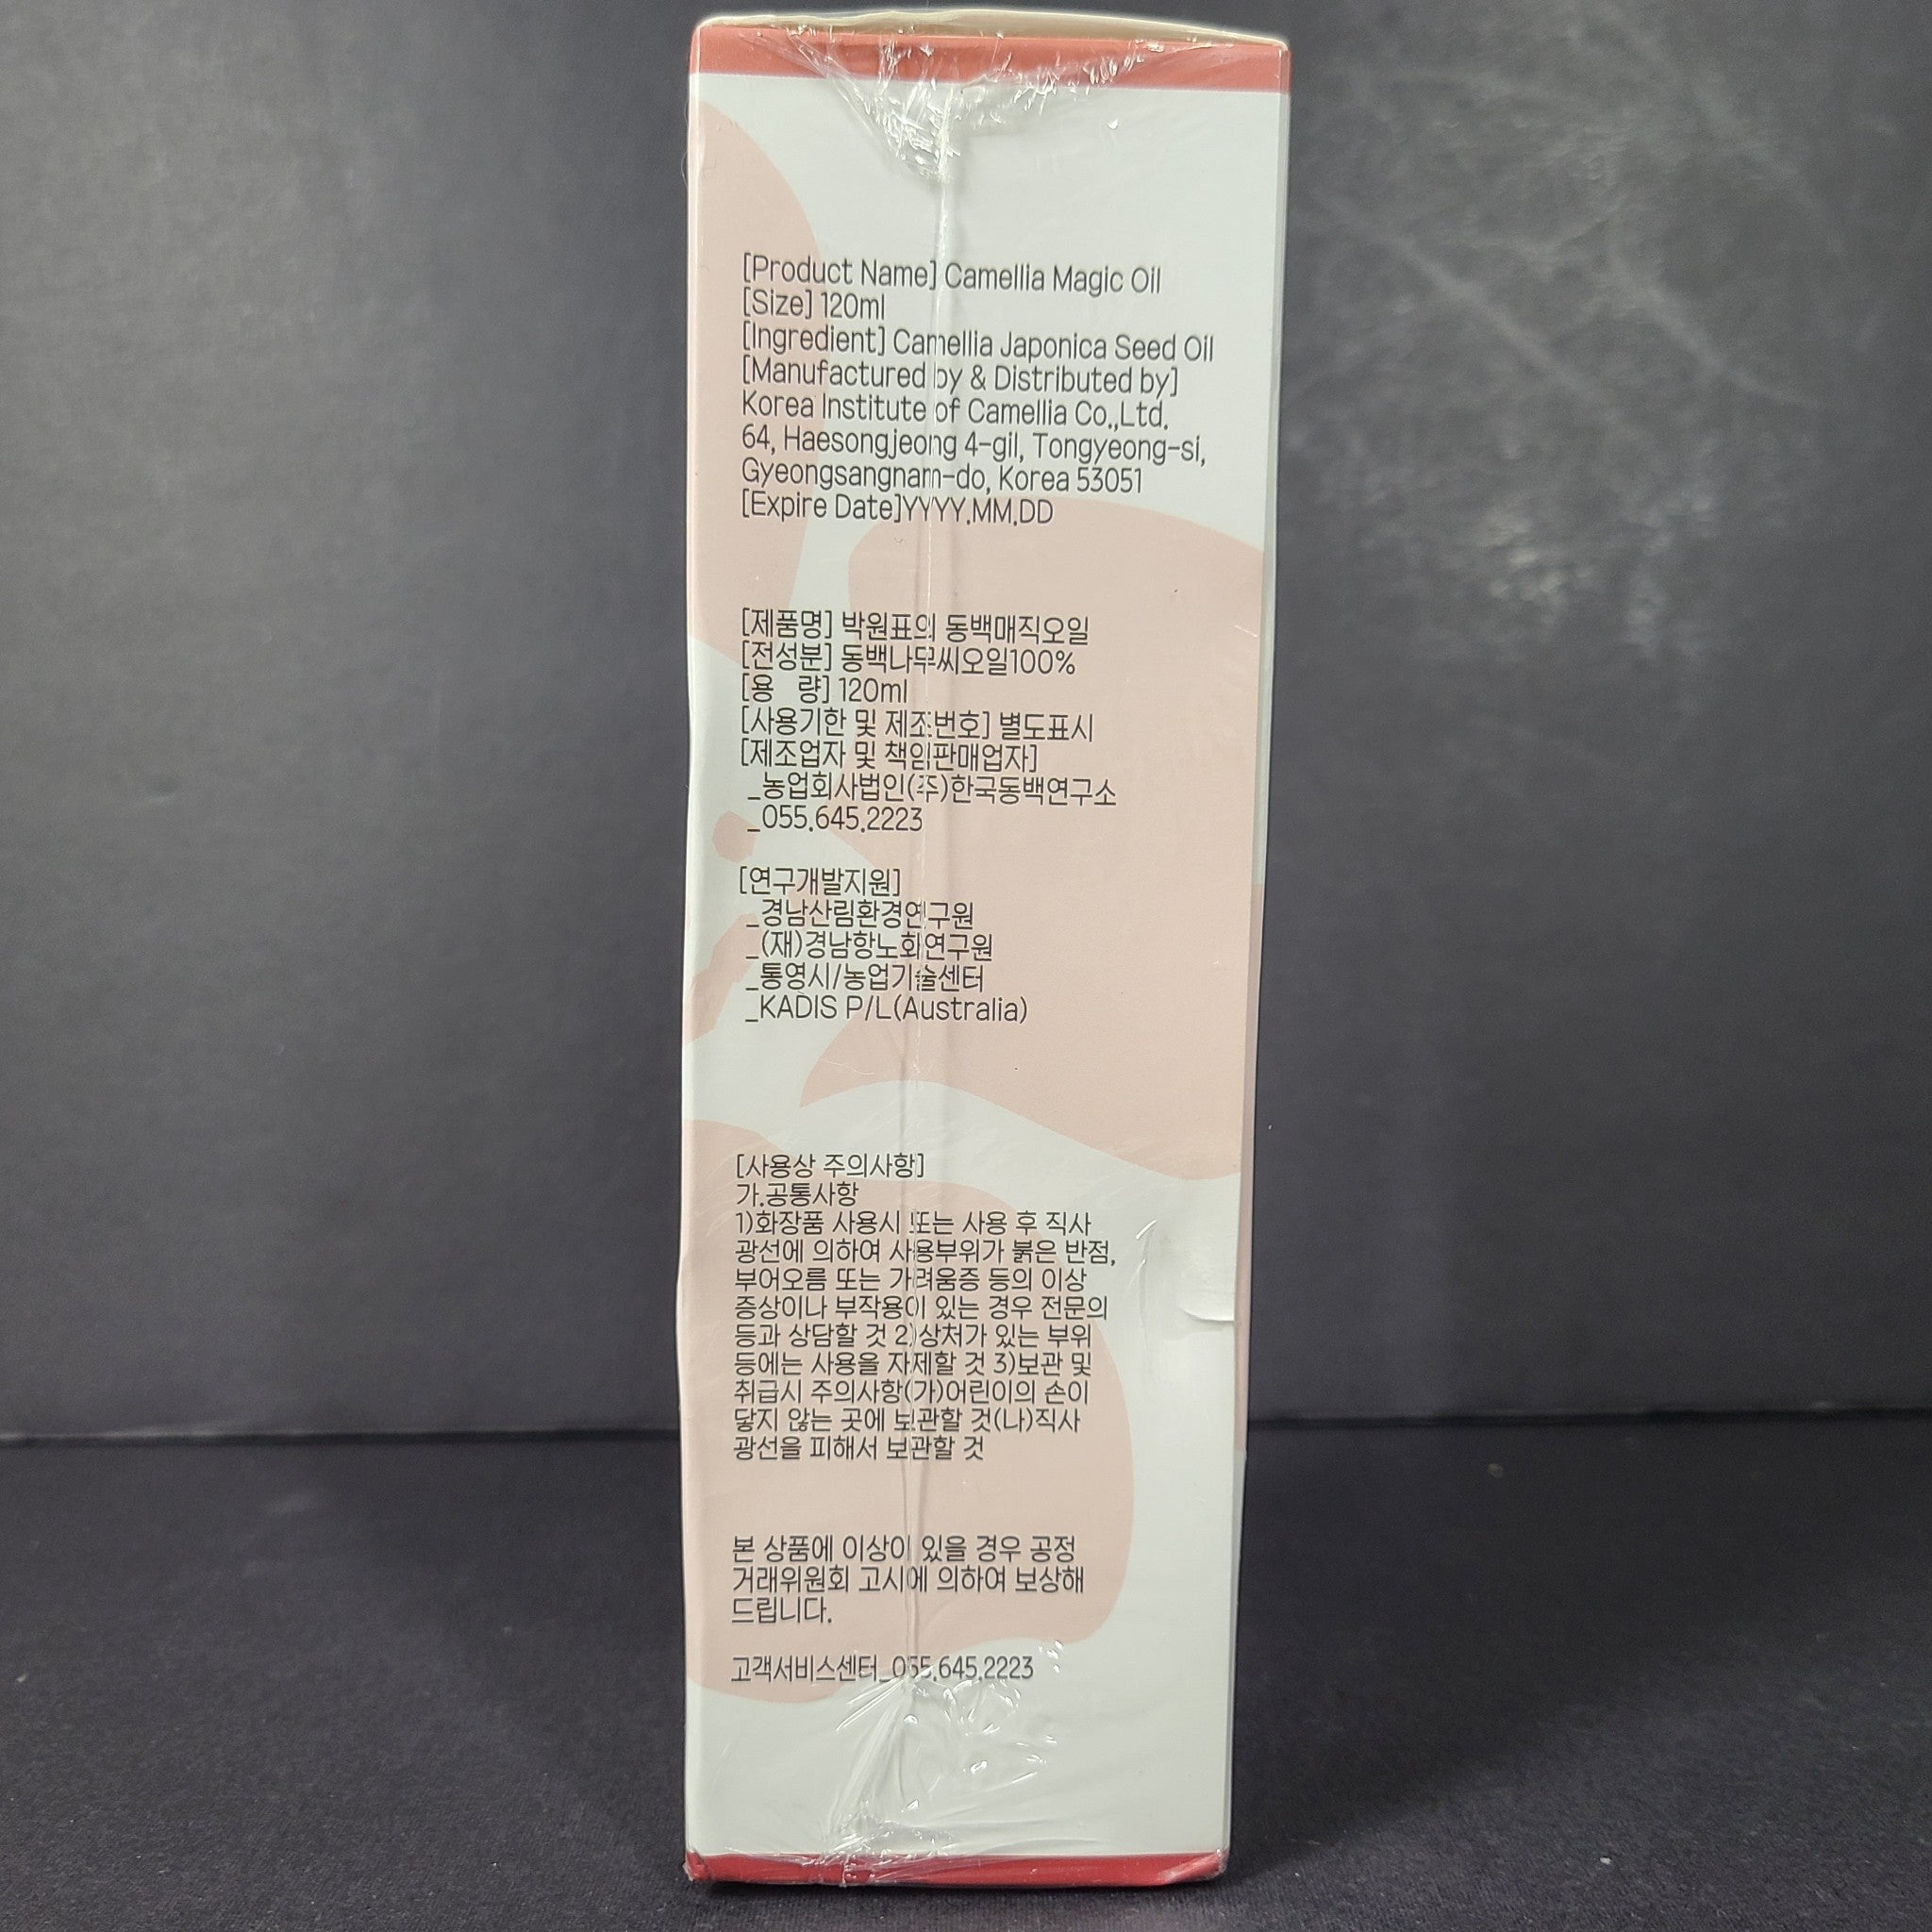 [Product Name] Camellia Magic Oil
[Size] 120ml
[Ingredient] Camellia Japonica Seed Oil
[Manufactured by & Distributed by]
Korea Institute of Camellia Co.,Ltd.
64, Haesongjeong 4-gil, Tongyeong-si,
Gyeongsangnam-do, Korea 53051
[Expire Date]YYYY.MM.DD
[제품명] 박원표의 동백매직오일
[전성분] 동백나무씨오일100%
[용 량] 120ml
[사용기한 및 제조번호] 별도표시
[제조업자 및 책임판매업자]
_농업회사법인(주)한국동백연구소
_055.645.2223
[연구개발지원]
_경남산림환경연구원
_(재)경남항노화연구원
_통영시/농업기술센터
_KADIS P/L(Australia)
[사용상 주의사항]
가.공통사항
1)화장품 사용시 또는 사용 후 직사
광선에 의하여 사용부위가 붉은 반점,
부어오름 또는 가려움증 등의 이상
증상이나 부작용이 있는 경우 전문의
등과 상담할 것 2)상처가 있는 부위
등에는 사용을 자제할 것 3)보관 및
취급시 주의사항(가)어린이의 손이
닿지 않는 곳에 보관할 것(나)직사
광선을 피해서 보관할 것
본 상품에 이상이 있을 경우 공정
거래위원회 고시에 의하여 보상해
드립니다.
고객서비스센터_055.645.2223